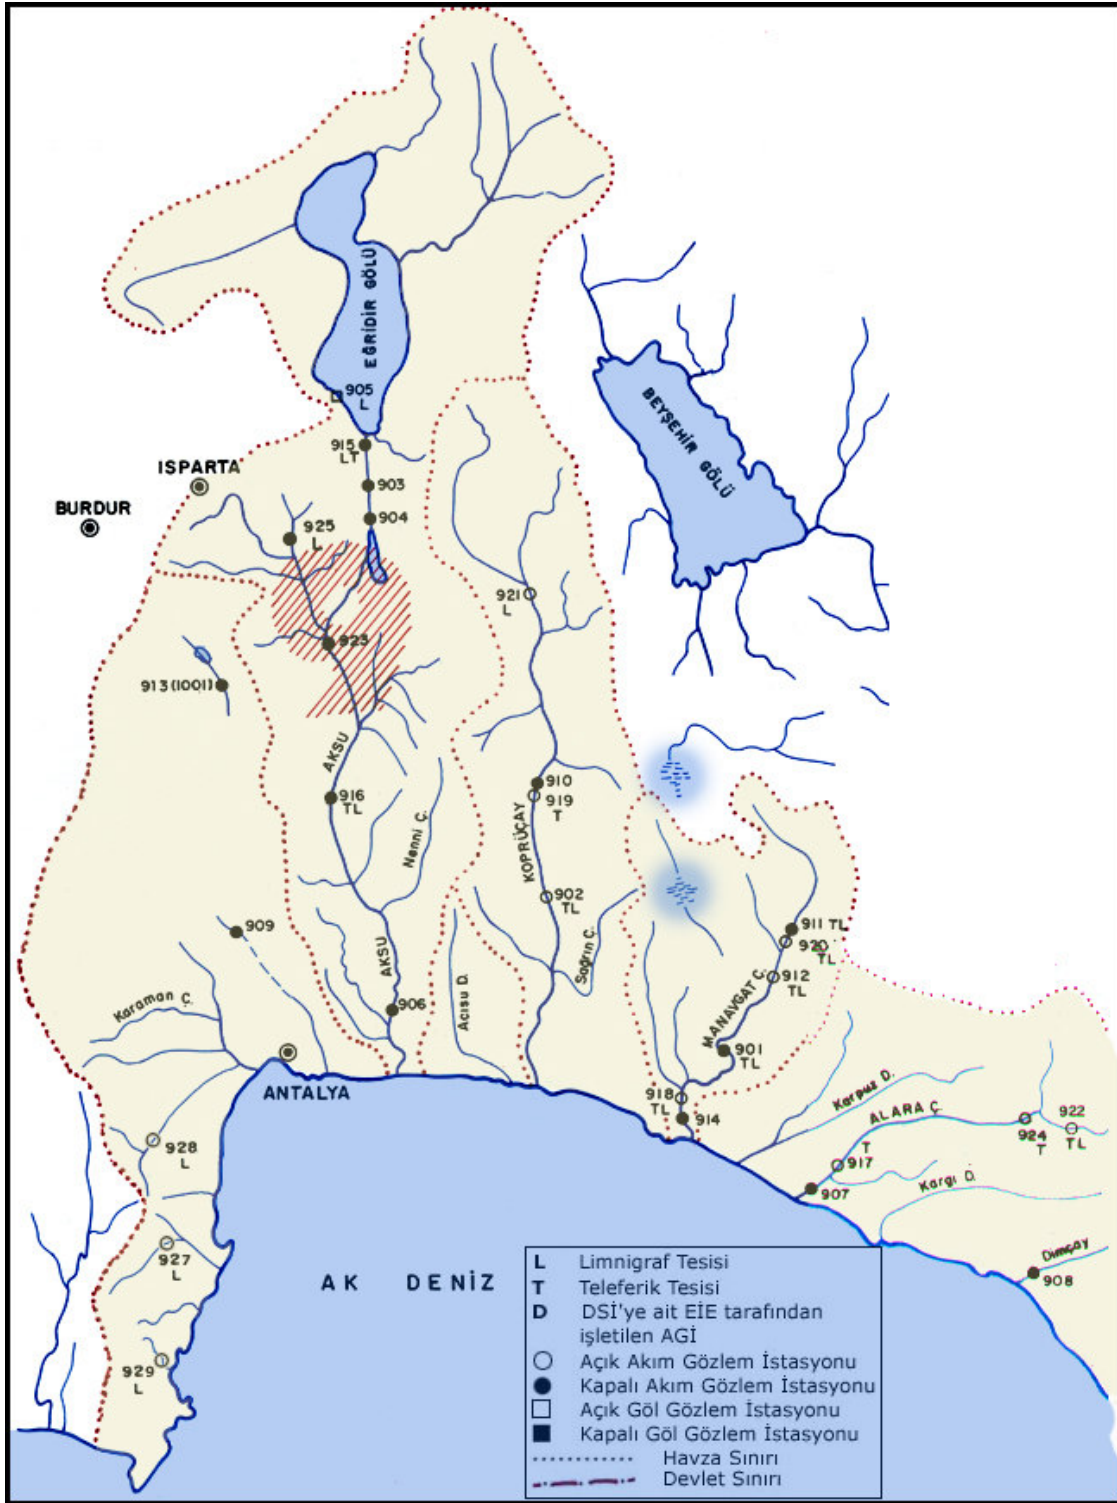 EĞRİDİR GÖLÜ
905
L
BEYŞEHİR GÖLÜ
915
LT
ISPARTA
903
BURDUR
904
925
L
921
L
923
913(1001)
AKSU
916
TL
910
919
T
Nenni Ç.
KOPRÜÇAY
902
TL
909
911 TL
920
TL
Sağrın Ç.
912
TL
AKSU
Karaman Ç.
906
Acısu D.
MANAVGAT Ç.
901
TL
ANTALYA
918
TL
914
Karpuz D.
ALARA Ç.
922
TL
924
T
928
L
T
917
907
Kargı D.
927
L
Dimçay
908
AK DENİZ
929
L
L Limnigraf Tesisi
T Teleferik Tesisi
D DSİ'ye ait EİE tarafından
işletilen AGİ
Açık Akım Gözlem İstasyonu
Kapalı Akım Gözlem İstasyonu
Açık Göl Gözlem İstasyonu
Kapalı Göl Gözlem İstasyonu
Havza Sınırı
Devlet Sınırı